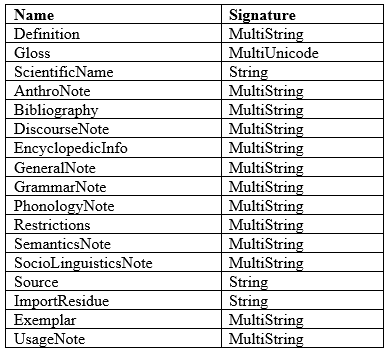 Name Signature
Definition MultiString
Gloss MultiUnicode
ScientificName String
AnthroNote MultiString
Bibliography MultiString
DiscourseNote MultiString
EncyclopedicInfo MultiString
GeneralNote MultiString
GrammarNote MultiString
PhonologyNote MultiString
Restrictions MultiString
SemanticsNote MultiString
SocioLinguisticsNote MultiString
Source String
ImportResidue String
Exemplar MultiString
UsageNote MultiString